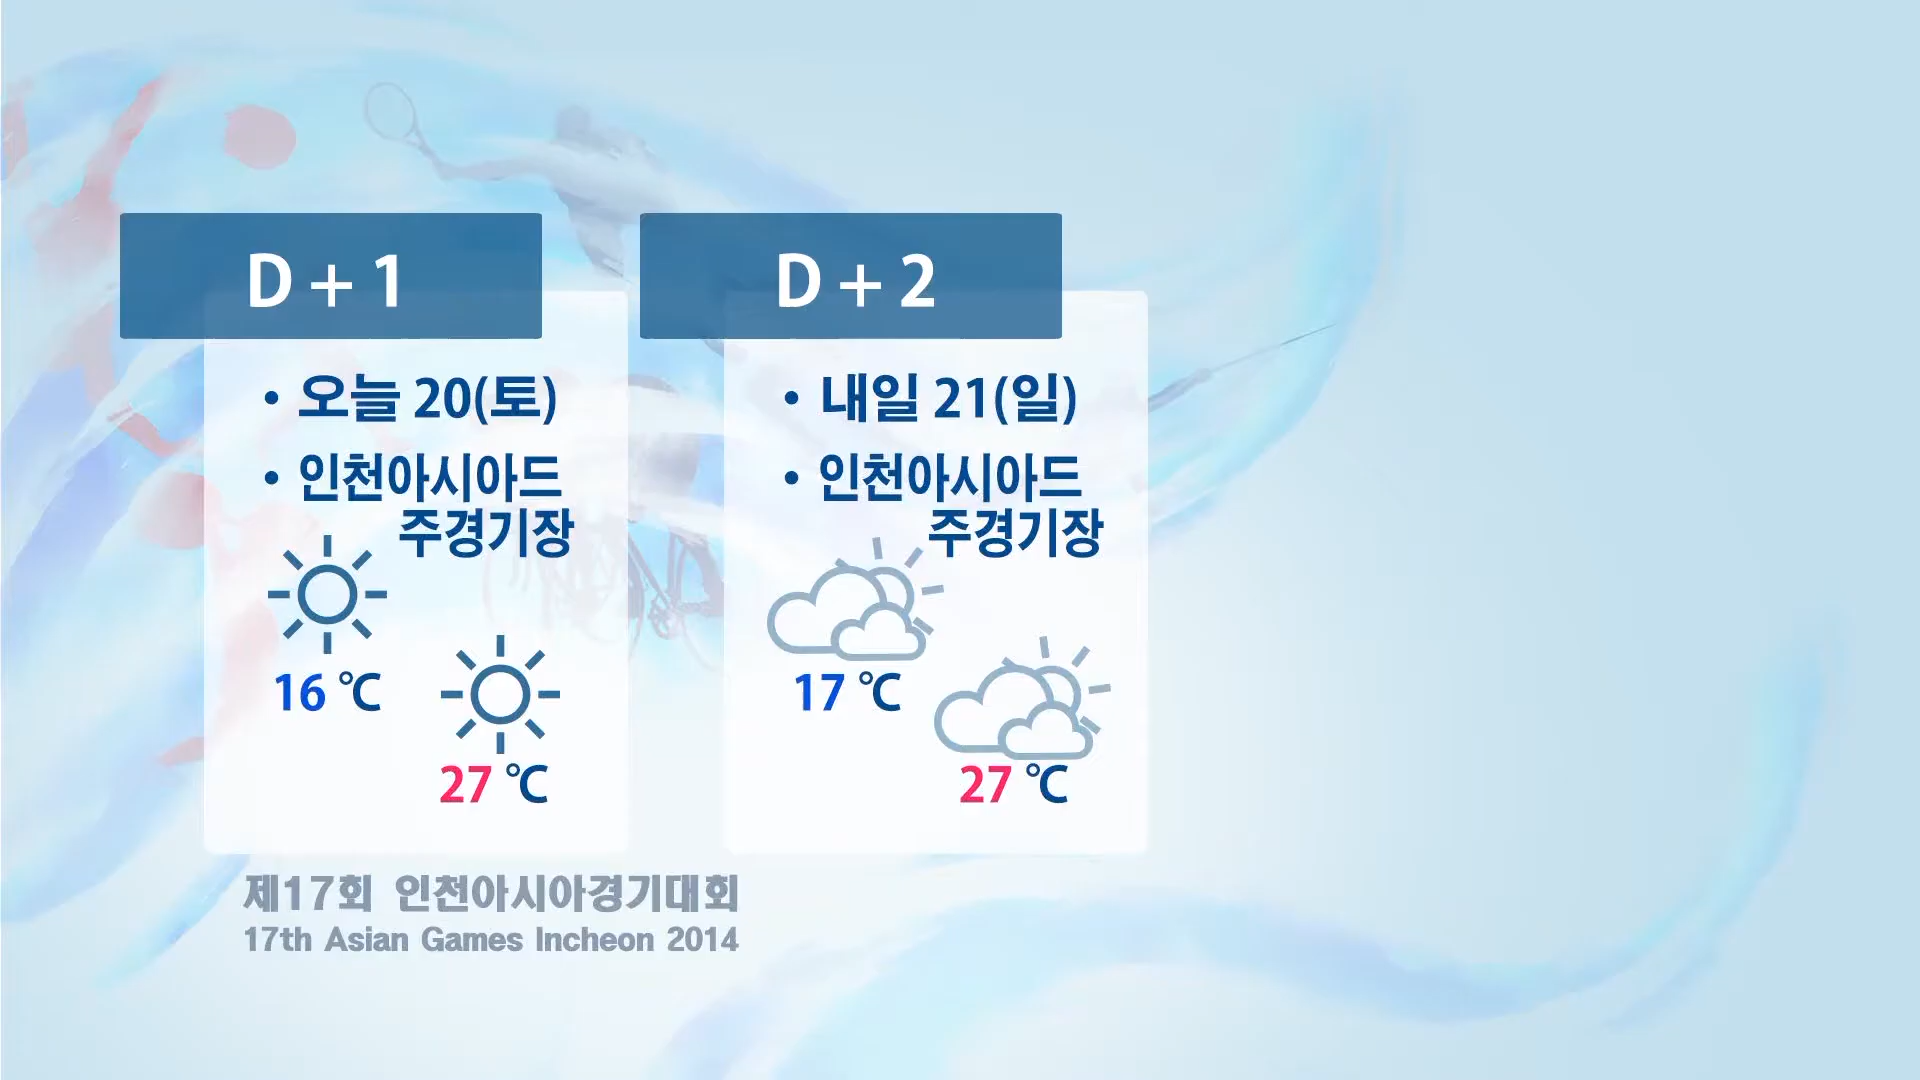 D + 1
• 오늘 20(토)
• 인천아시아드
주경기장
16 ℃
27 ℃
D + 2
• 내일 21(일)
• 인천아시아드
주경기장
17 ℃
27 ℃
제17회 인천아시아경기대회
17th Asian Games Incheon 2014